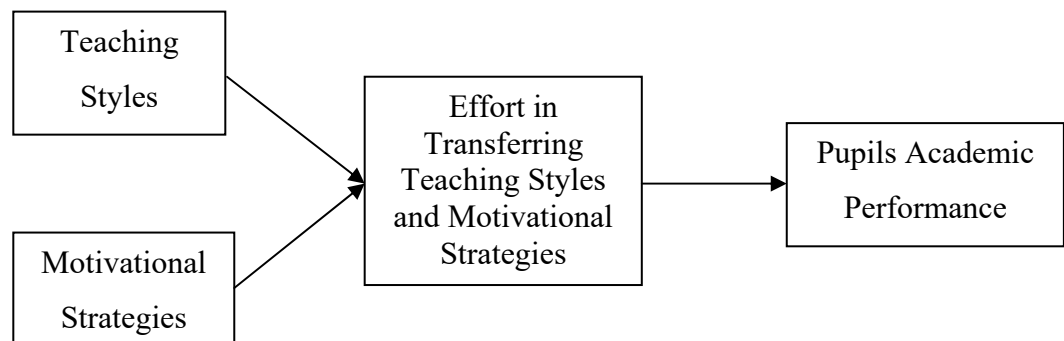 Teaching
Styles
Motivational
Strategies
Effort in
Transferring
Teaching Styles
and Motivational
Strategies
Pupils Academic
Performance